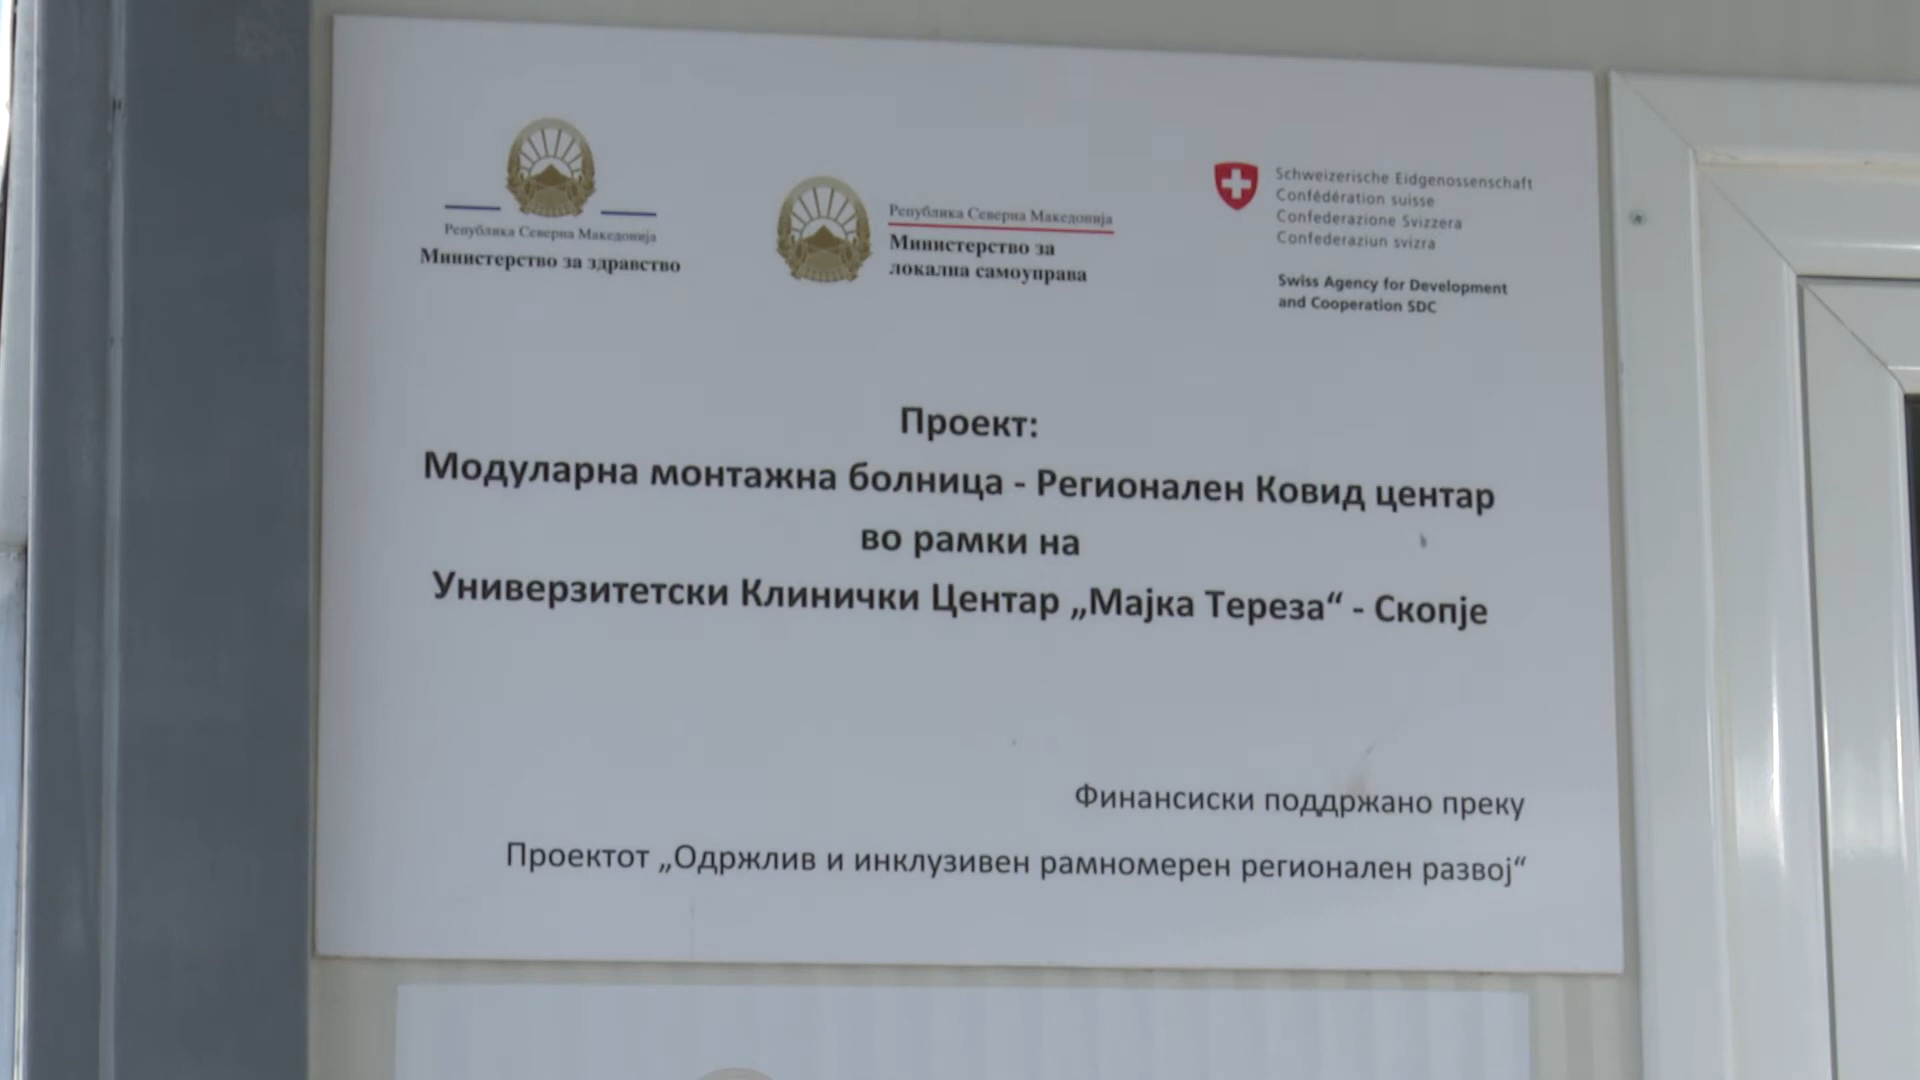 Република Северна Македонија
Министерство за здравство
Република Северна Македонија
Министерство за
локална самоуправа
Schweizerische Eidgenossenschaft
Confédération suisse
Confederazione Svizzera
Confederaziun svizra
Swiss Agency for Development
and Cooperation SDC
Проект:
Модуларна монтажна болница - Регионален Ковид центар
во рамки на
Универзитетски Клинички Центар „Мајка Тереза“ - Скопје
Финансиски поддржано преку
Проектот „Одржлив и инклузивен рамномерен регионален развој“